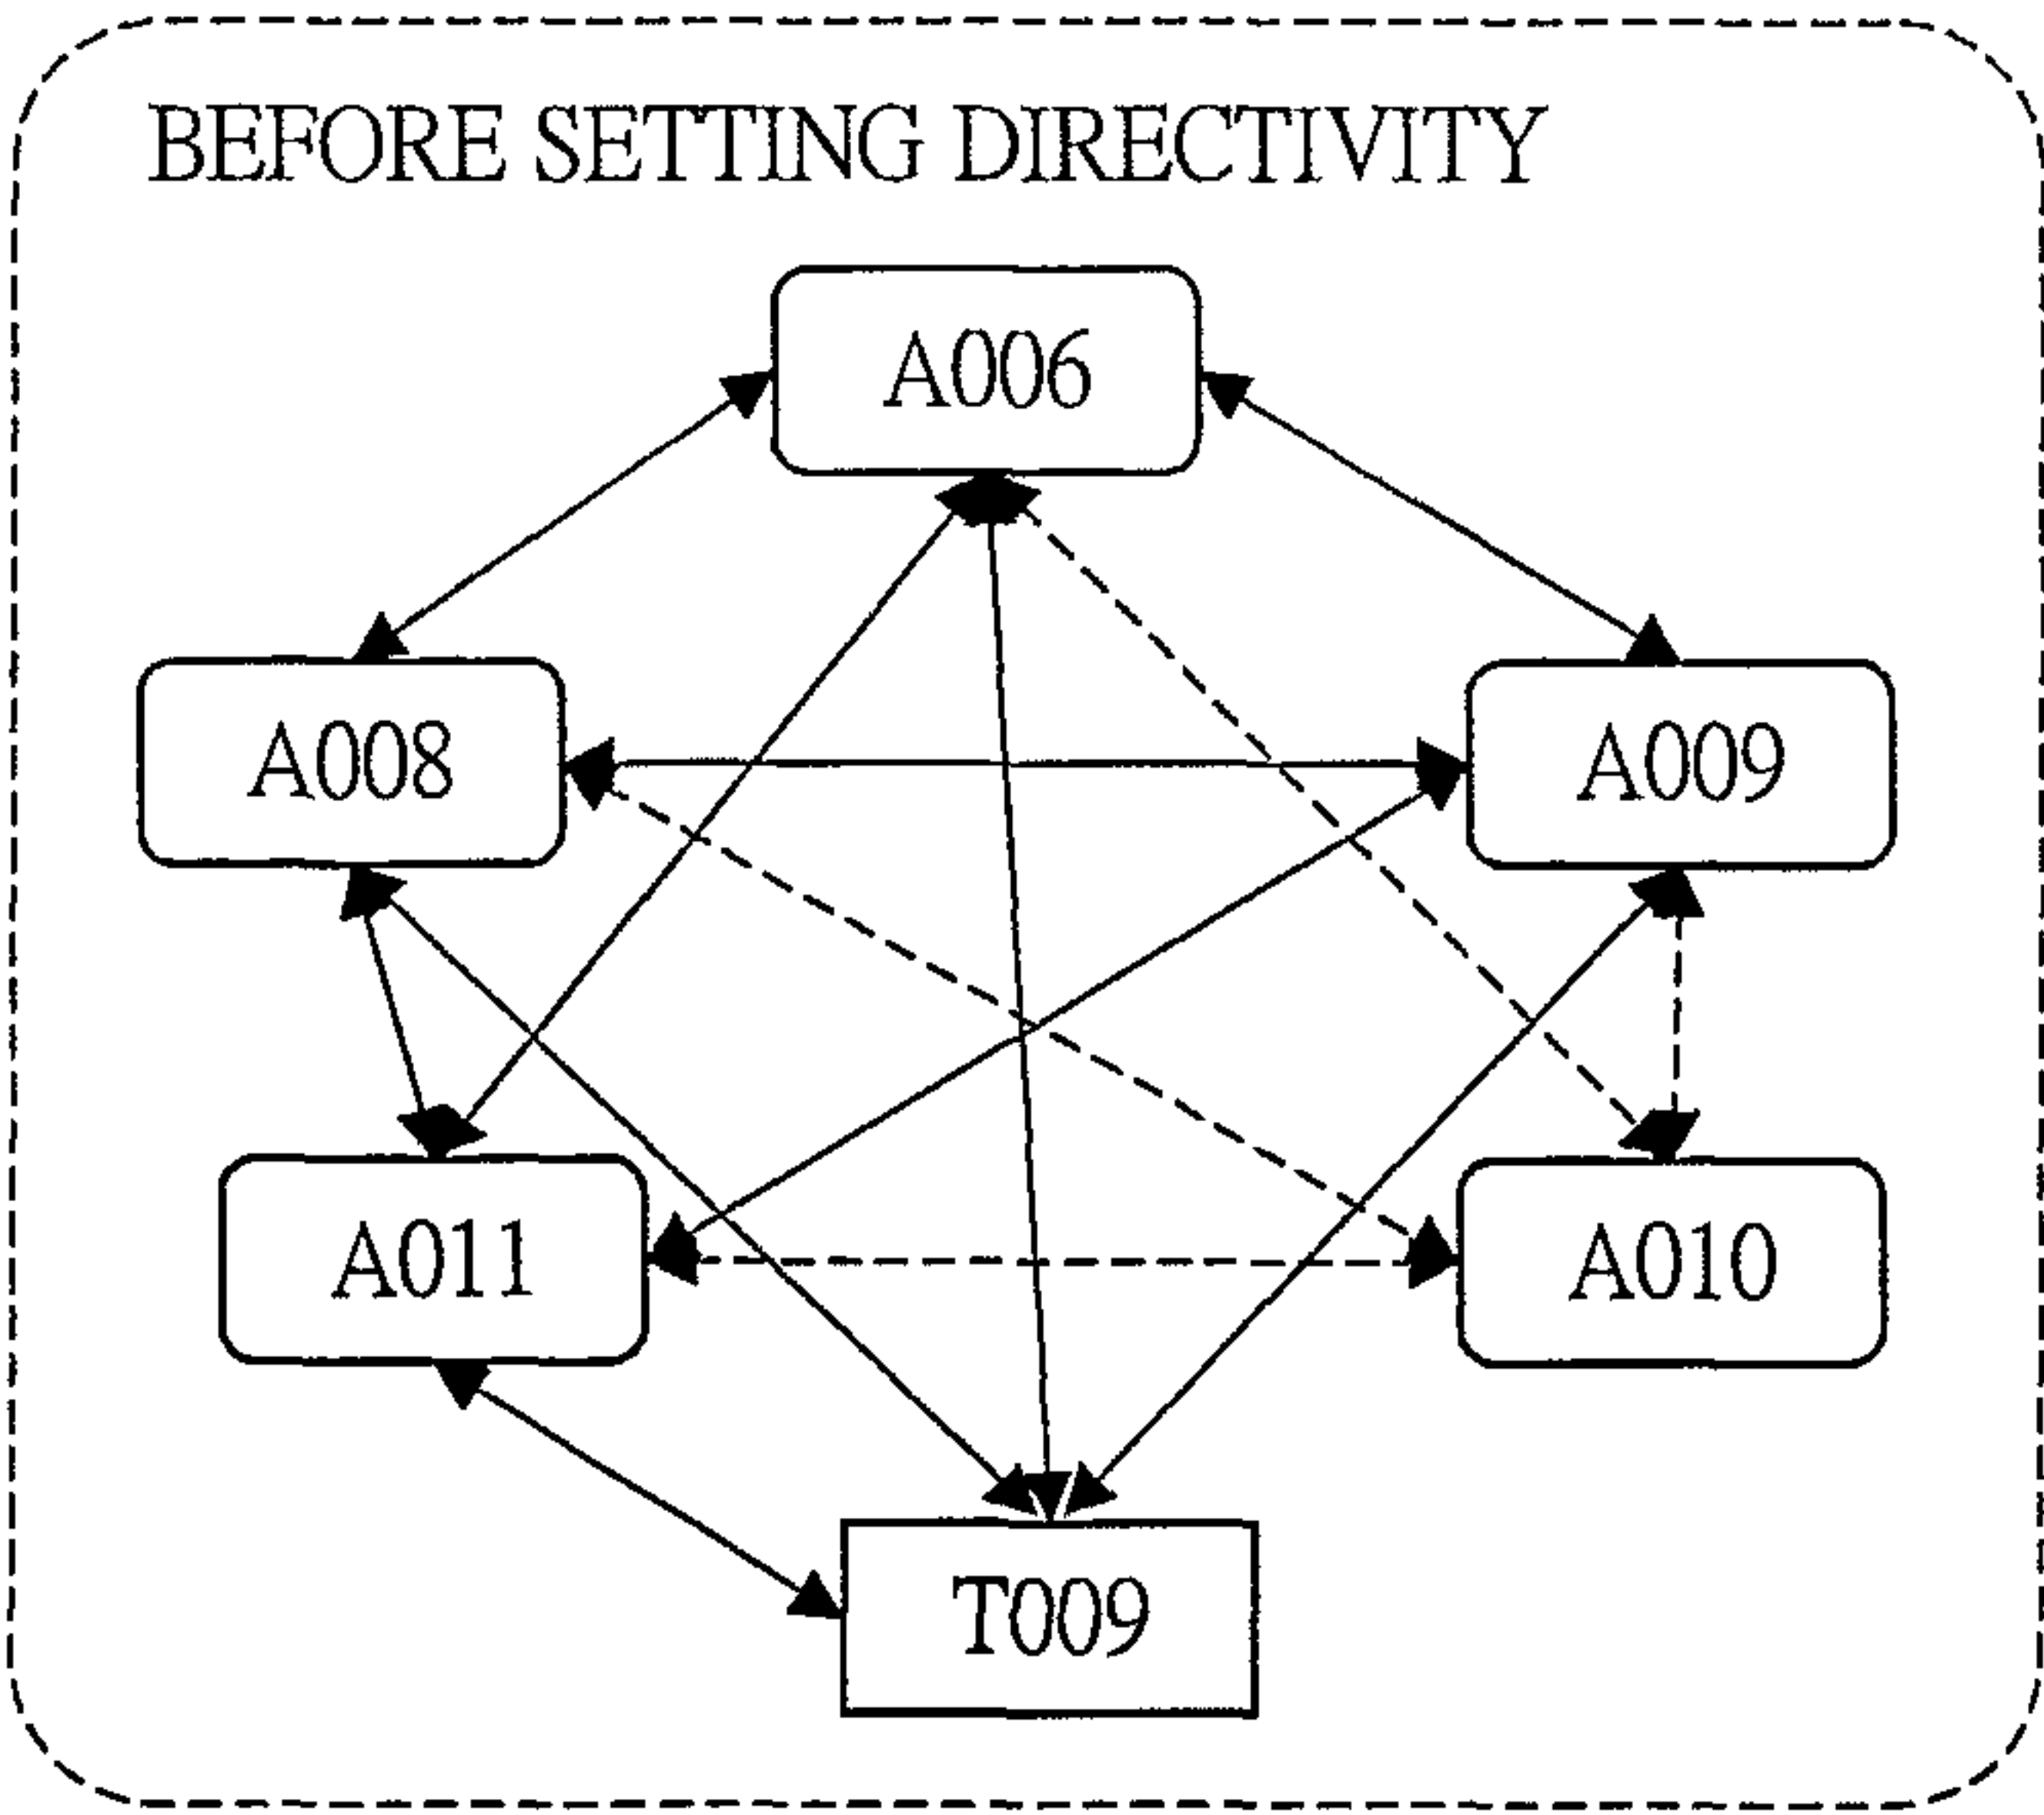 BEFORE SETTING DIRECTIVITY
A006
A008
A009
A011
A010
T009